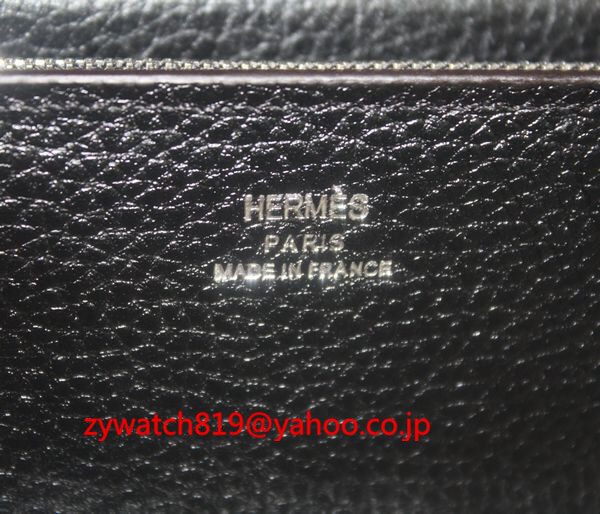 HERMÈS
PARIS
MADE IN FRANCE
zywatch819@yahoo.co.jp